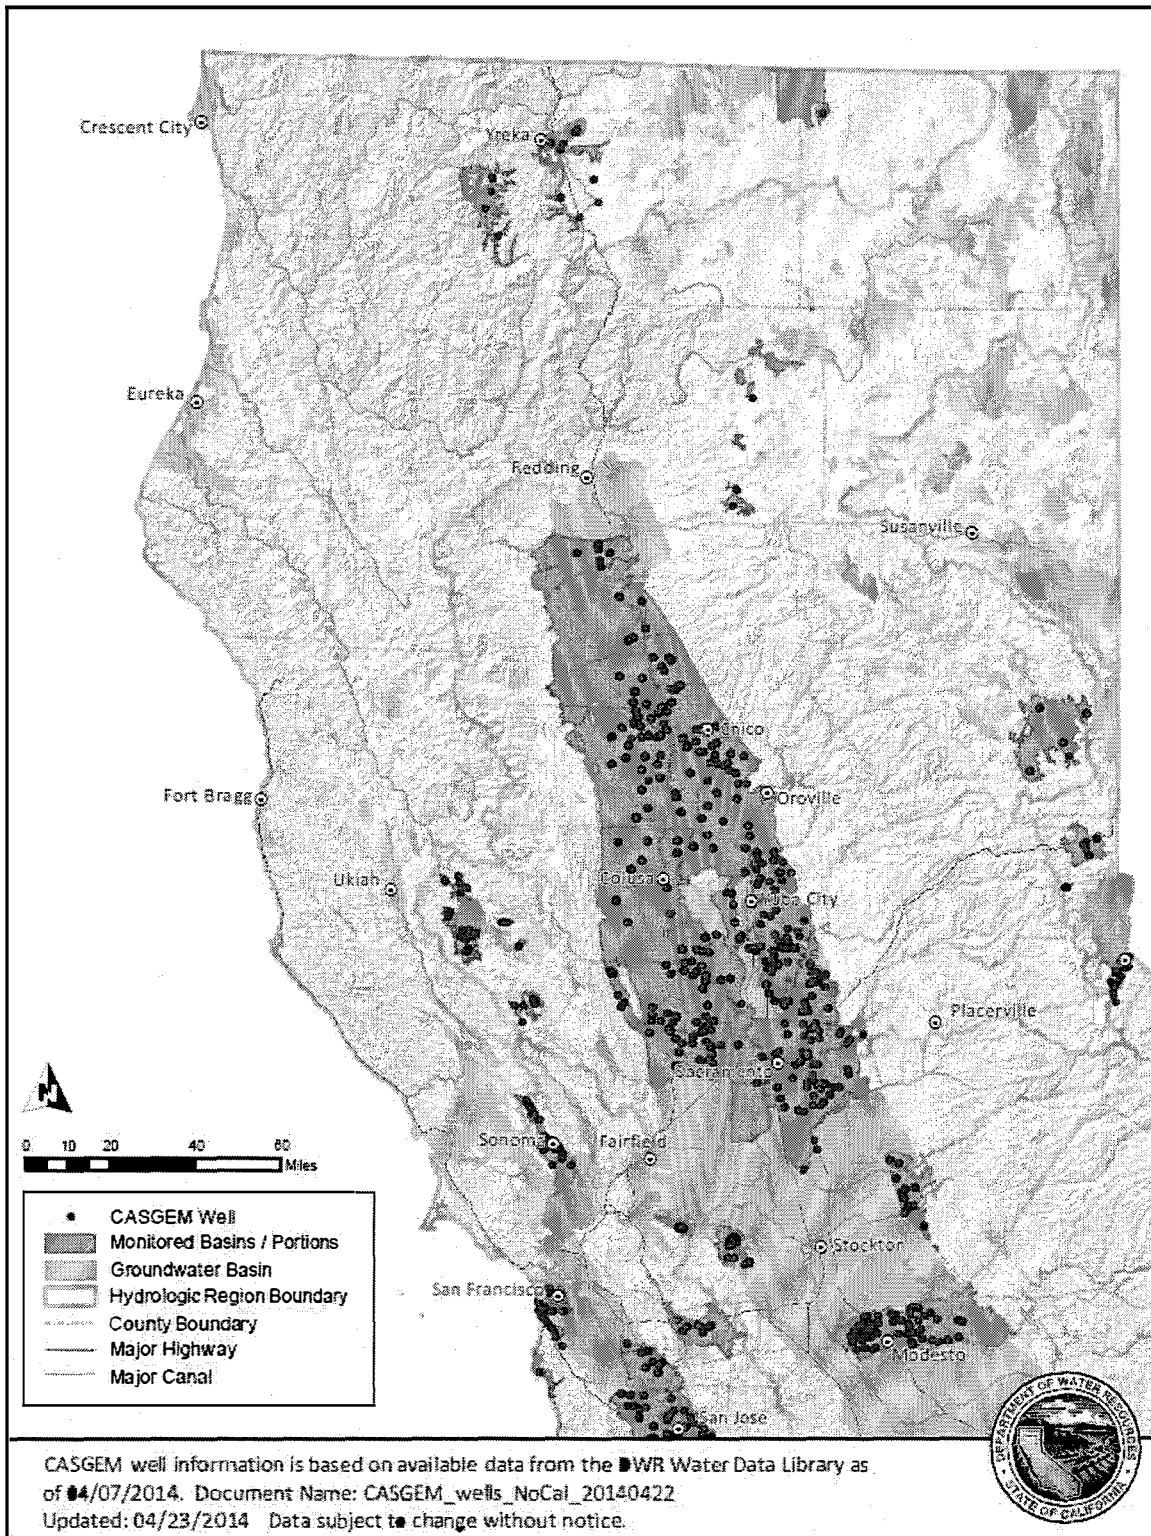 Crescent City
Yreka
Eureka
Redding
Susanville
Chico
Oroville
Fort Bragg
Ukiah
Colusa
Yuba City
Placerville
Sacramento
N
0 10 20 40 60
Miles
Sonoma
Fairfield
Stockton
San Francisco
Modesto
San Jose
CASGEM Well
Monitored Basins / Portions
Groundwater Basin
Hydrologic Region Boundary
County Boundary
Major Highway
Major Canal
DEPARTMENT OF WATER RESOURCES
STATE OF CALIFORNIA
CASGEM well information is based on available data from the DWR Water Data Library as
of 04/07/2014. Document Name: CASGEM_wells_NoCal_20140422
Updated: 04/23/2014 Data subject to change without notice.